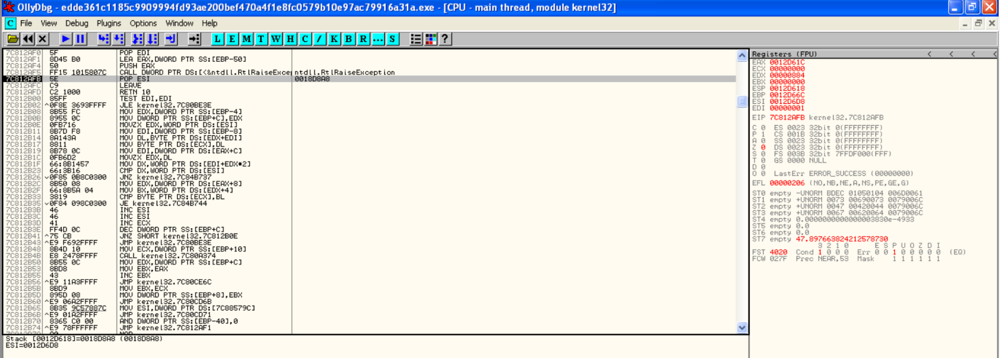 OllyDbg - edde361c1185c9909994fd93ae200bef470a4f1e8fc0579b10e97ac79916a31a.exe - [CPU - main thread, module kernel32]
C File View Debug Plugins Options Window Help
L E M T W H C / K B R ... S ?
7C812AF0 5F POP EDI
7C812AF1 8D45 B0 LEA EAX,DWORD PTR SS:[EBP-50]
7C812AF4 50 PUSH EAX
7C812AF5 FF15 1015807C CALL DWORD PTR DS:[<&ntdll.RtlRaiseExce ntdll.RtlRaiseException
7C812AFB 5E POP ESI 0018D8A8
7C812AFC C9 LEAVE
7C812AFD C2 1000 RETN 10
7C812B00 85FF TEST EDI,EDI
7C812B02 ^0F8E 3693FFFF JLE kernel32.7C80BE3E
7C812B08 8B55 FC MOV EDX,DWORD PTR SS:[EBP-4]
7C812B0B 8955 0C MOV DWORD PTR SS:[EBP+C],EDX
7C812B0E 0FB716 MOVZX EDX,WORD PTR DS:[ESI]
7C812B11 8B7D F8 MOV EDI,DWORD PTR SS:[EBP-8]
7C812B14 8A143A MOV DL,BYTE PTR DS:[EDX+EDI]
7C812B17 8811 MOV BYTE PTR DS:[ECX],DL
7C812B19 8B78 0C MOV EDI,DWORD PTR DS:[EAX+C]
7C812B1C 0FB6D2 MOVZX EDX,DL
7C812B1F 66:8B1457 MOV DX,WORD PTR DS:[EDI+EDX*2]
7C812B23 66:3B16 CMP DX,WORD PTR DS:[ESI]
7C812B26 v0F85 0B8C0300 JNZ kernel32.7C84B737
7C812B2C 8B50 08 MOV EDX,DWORD PTR DS:[EAX+8]
7C812B2F 66:8B5A 04 MOV BX,WORD PTR DS:[EDX+4]
7C812B33 3819 CMP BYTE PTR DS:[ECX],BL
7C812B35 v0F84 098C0300 JE kernel32.7C84B744
7C812B3B 46 INC ESI
7C812B3C 46 INC ESI
7C812B3D 41 INC ECX
7C812B3E FF4D 0C DEC DWORD PTR SS:[EBP+C]
7C812B41 ^75 CB JNZ SHORT kernel32.7C812B0E
7C812B43 ^E9 F692FFFF JMP kernel32.7C80BE3E
7C812B48 8B4D 10 MOV ECX,DWORD PTR SS:[EBP+10]
7C812B4B E8 2478FFFF CALL kernel32.7C80A374
7C812B50 8B55 0C MOV EDX,DWORD PTR SS:[EBP+C]
7C812B53 8BD8 MOV EBX,EAX
7C812B55 43 INC EBX
7C812B56 ^E9 11A3FFFF JMP kernel32.7C80CE6C
7C812B5B 8BD9 MOV EBX,ECX
7C812B5D 895D 08 MOV DWORD PTR SS:[EBP+8],EBX
7C812B60 ^E9 06A2FFFF JMP kernel32.7C80CD6B
7C812B65 8B35 9C57887C MOV ESI,DWORD PTR DS:[7C88579C]
7C812B6B ^E9 01A2FFFF JMP kernel32.7C80CD71
7C812B70 8365 C0 00 AND DWORD PTR SS:[EBP-40],0
7C812B74 ^E9 78FFFFFF JMP kernel32.7C812AF1
Stack [0012D618]=0018D8A8 (0018D8A8)
ESI=0012D6D8
Registers (FPU) < < < <
EAX 0012D61C
ECX 00000000
EDX 00000884
EBX 00000000
ESP 0012D618
EBP 0012D66C
ESI 0012D6D8
EDI 00000001
EIP 7C812AFB kernel32.7C812AFB
C 0 ES 0023 32bit 0(FFFFFFFF)
P 1 CS 001B 32bit 0(FFFFFFFF)
A 0 SS 0023 32bit 0(FFFFFFFF)
Z 0 DS 0023 32bit 0(FFFFFFFF)
S 0 FS 003B 32bit 7FFDF000(FFF)
T 0 GS 0000 NULL
D 0
O 0 LastErr ERROR_SUCCESS (00000000)
EFL 00000206 (NO,NB,NE,A,NS,PE,GE,G)
ST0 empty -UNORM BDEC 01050104 006D0061
ST1 empty +UNORM 0073 00690073 0079006C
ST2 empty +UNORM 0047 00420044 0079006C
ST3 empty +UNORM 0067 00620064 0079006C
ST4 empty 0.0000000000000003830e-4933
ST5 empty 0.0
ST6 empty 0.0
ST7 empty 47.897663824212578730
3 2 1 0 E S P U O Z D I
FST 4020 Cond 1 0 0 0 Err 0 0 1 0 0 0 0 0 (EQ)
FCW 027F Prec NEAR,53 Mask 1 1 1 1 1 1